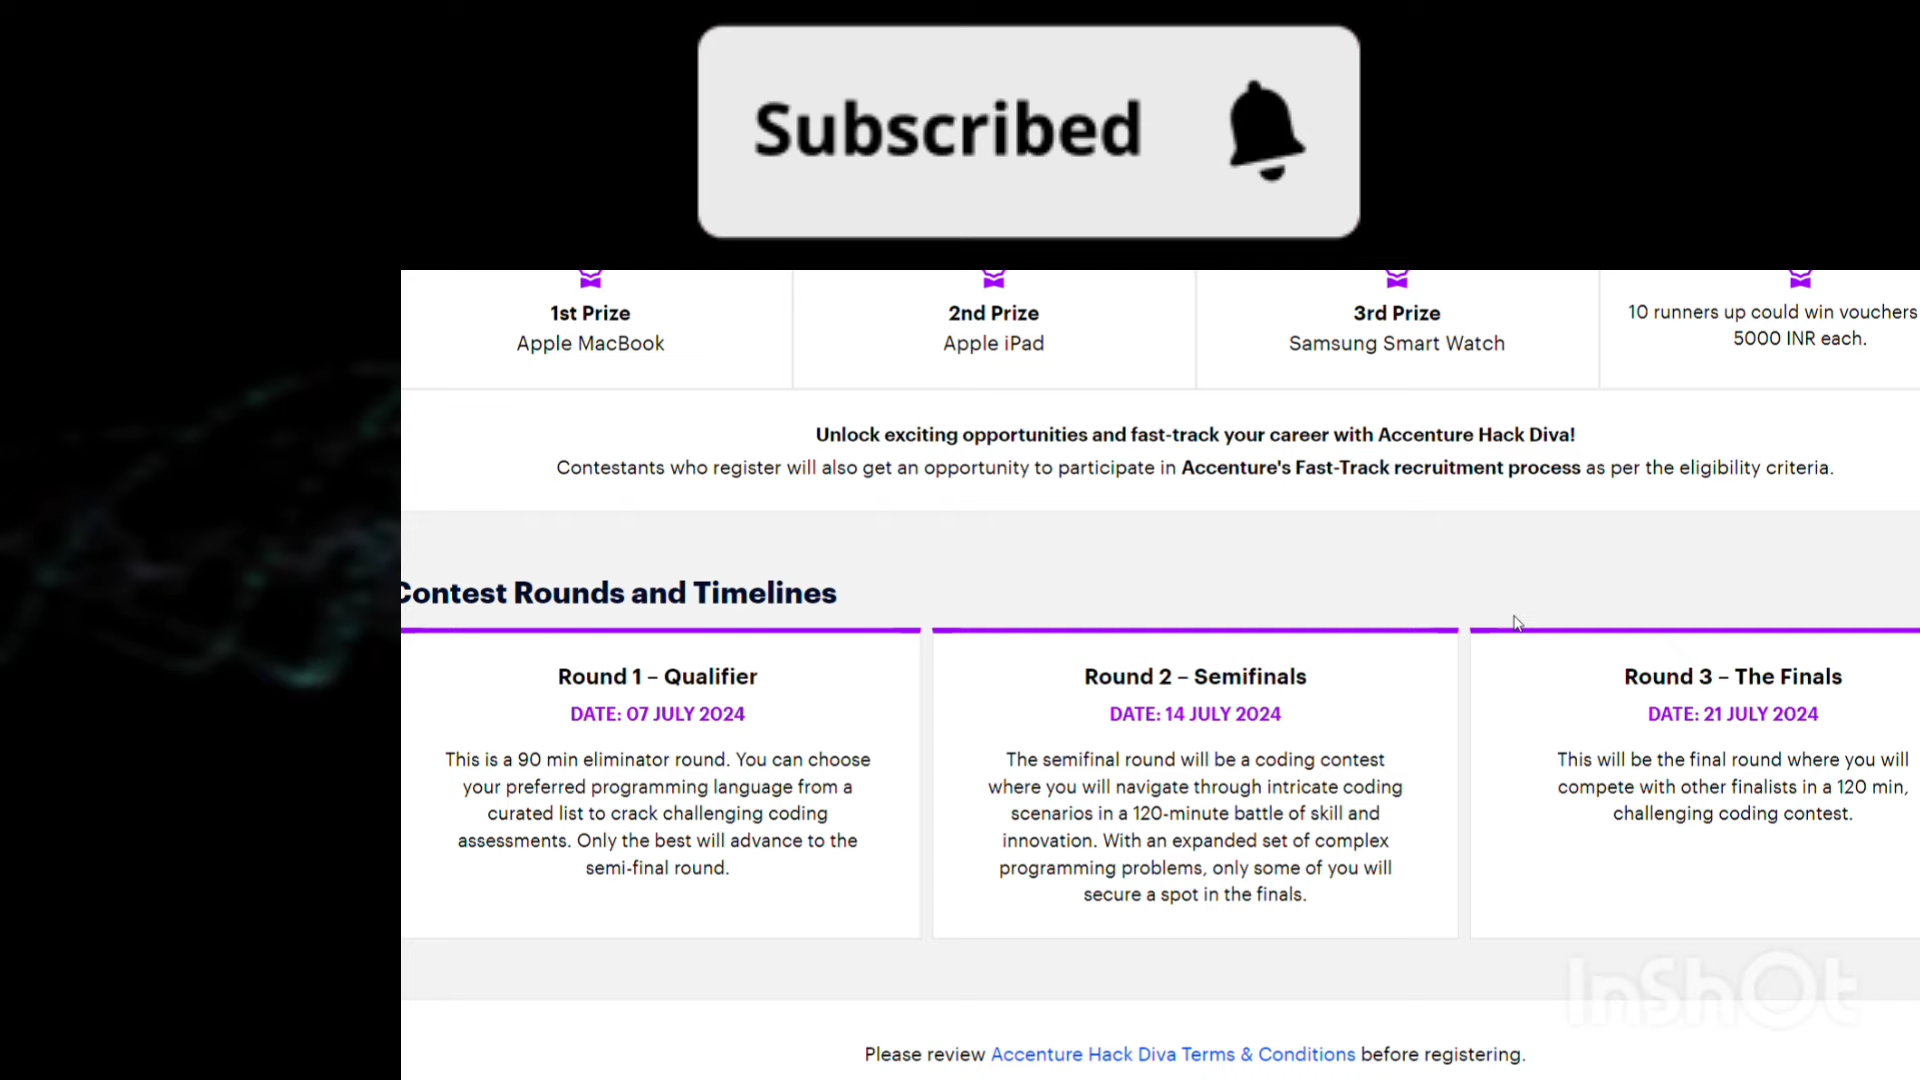 Subscribed
1st Prize
Apple MacBook
2nd Prize
Apple iPad
3rd Prize
Samsung Smart Watch
10 runners up could win vouchers
5000 INR each.
Unlock exciting opportunities and fast-track your career with Accenture Hack Diva!
Contestants who register will also get an opportunity to participate in Accenture's Fast-Track recruitment process as per the eligibility criteria.
Contest Rounds and Timelines
Round 1 – Qualifier
DATE: 07 JULY 2024
This is a 90 min eliminator round. You can choose
your preferred programming language from a
curated list to crack challenging coding
assessments. Only the best will advance to the
semi-final round.
Round 2 – Semifinals
DATE: 14 JULY 2024
The semifinal round will be a coding contest
where you will navigate through intricate coding
scenarios in a 120-minute battle of skill and
innovation. With an expanded set of complex
programming problems, only some of you will
secure a spot in the finals.
Round 3 – The Finals
DATE: 21 JULY 2024
This will be the final round where you will
compete with other finalists in a 120 min,
challenging coding contest.
InShOt
Please review Accenture Hack Diva Terms & Conditions before registering.